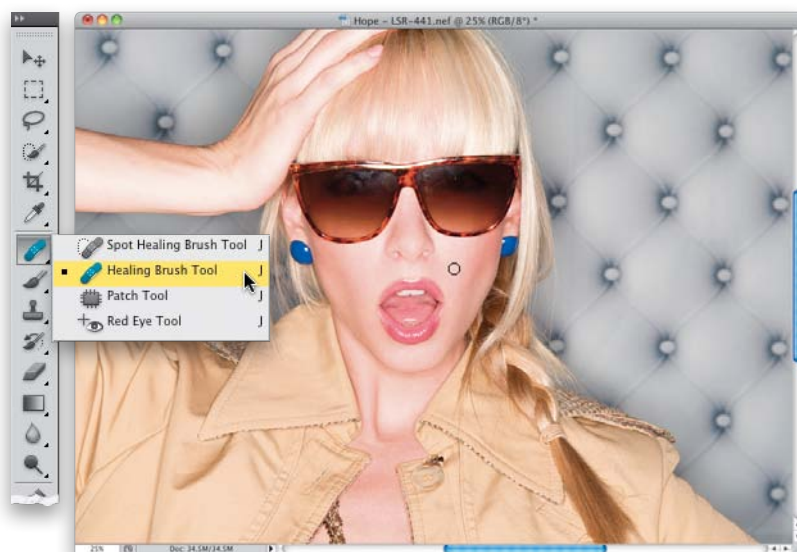 Hope – LSR-441.nef @ 25% (RGB/8*) *
Spot Healing Brush Tool J
Healing Brush Tool J
Patch Tool J
Red Eye Tool J
25% Doc: 34.5M/34.5M